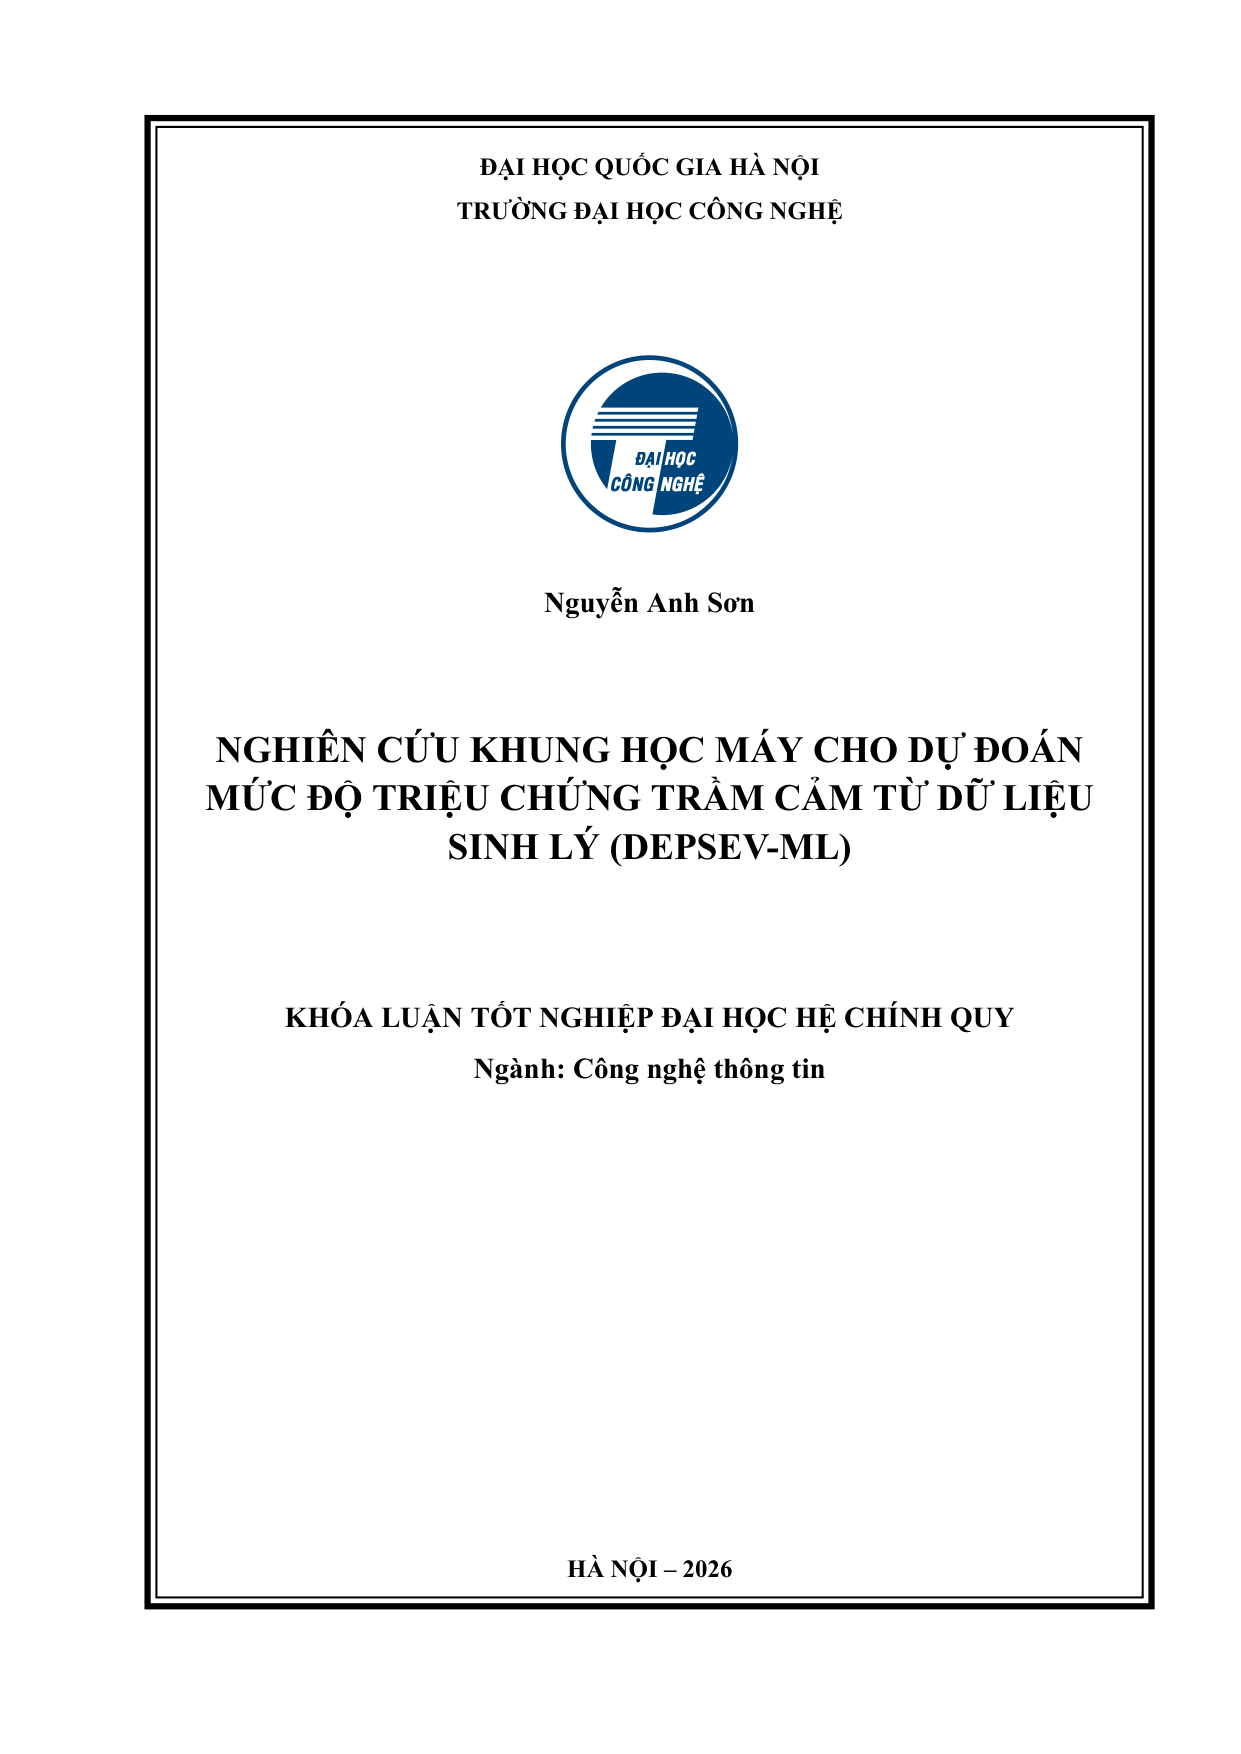 ĐẠI HỌC QUỐC GIA HÀ NỘI
TRƯỜNG ĐẠI HỌC CÔNG NGHỆ
ĐẠI HỌC
CÔNG NGHỆ
Nguyễn Anh Sơn
NGHIÊN CỨU KHUNG HỌC MÁY CHO DỰ ĐOÁN
MỨC ĐỘ TRIỆU CHỨNG TRẦM CẢM TỪ DỮ LIỆU
SINH LÝ (DEPSEV-ML)
KHÓA LUẬN TỐT NGHIỆP ĐẠI HỌC HỆ CHÍNH QUY
Ngành: Công nghệ thông tin
HÀ NỘI – 2026